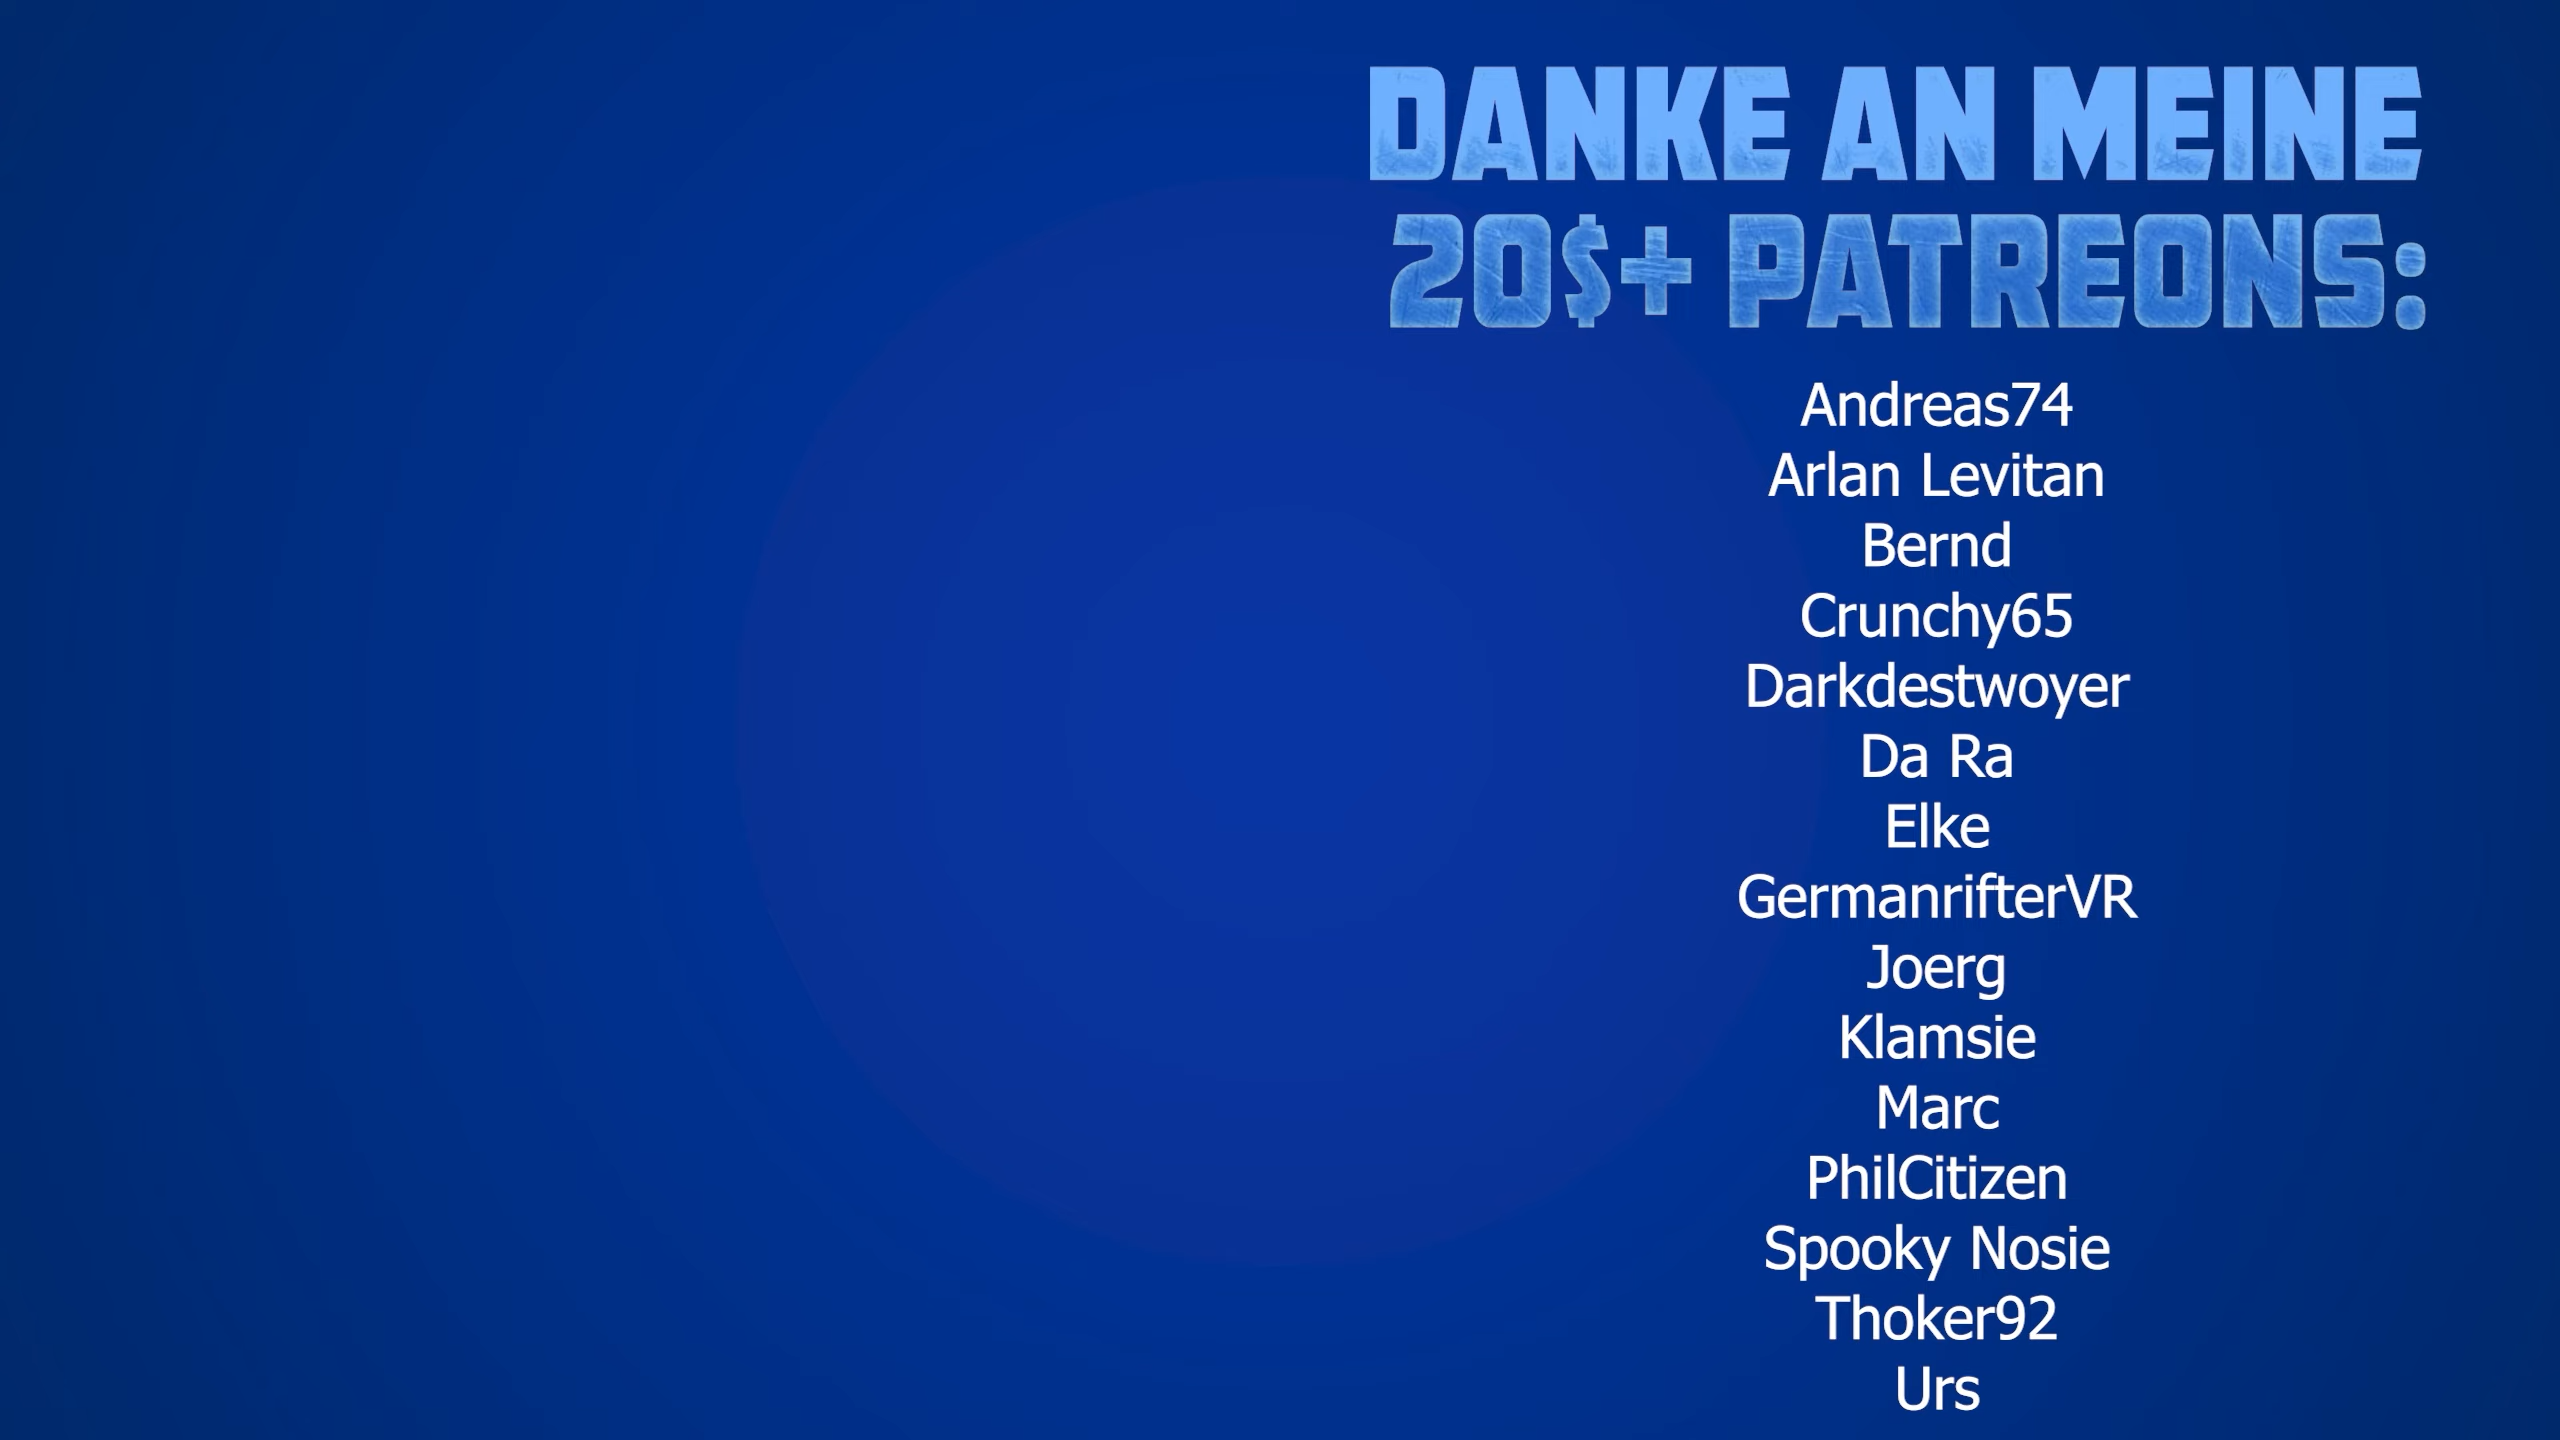 DANKE AN MEINE
20$+ PATREONS:
Andreas74
Arlan Levitan
Bernd
Crunchy65
Darkdestwoyer
Da Ra
Elke
GermanrifterVR
Joerg
Klamsie
Marc
PhilCitizen
Spooky Nosie
Thoker92
Urs